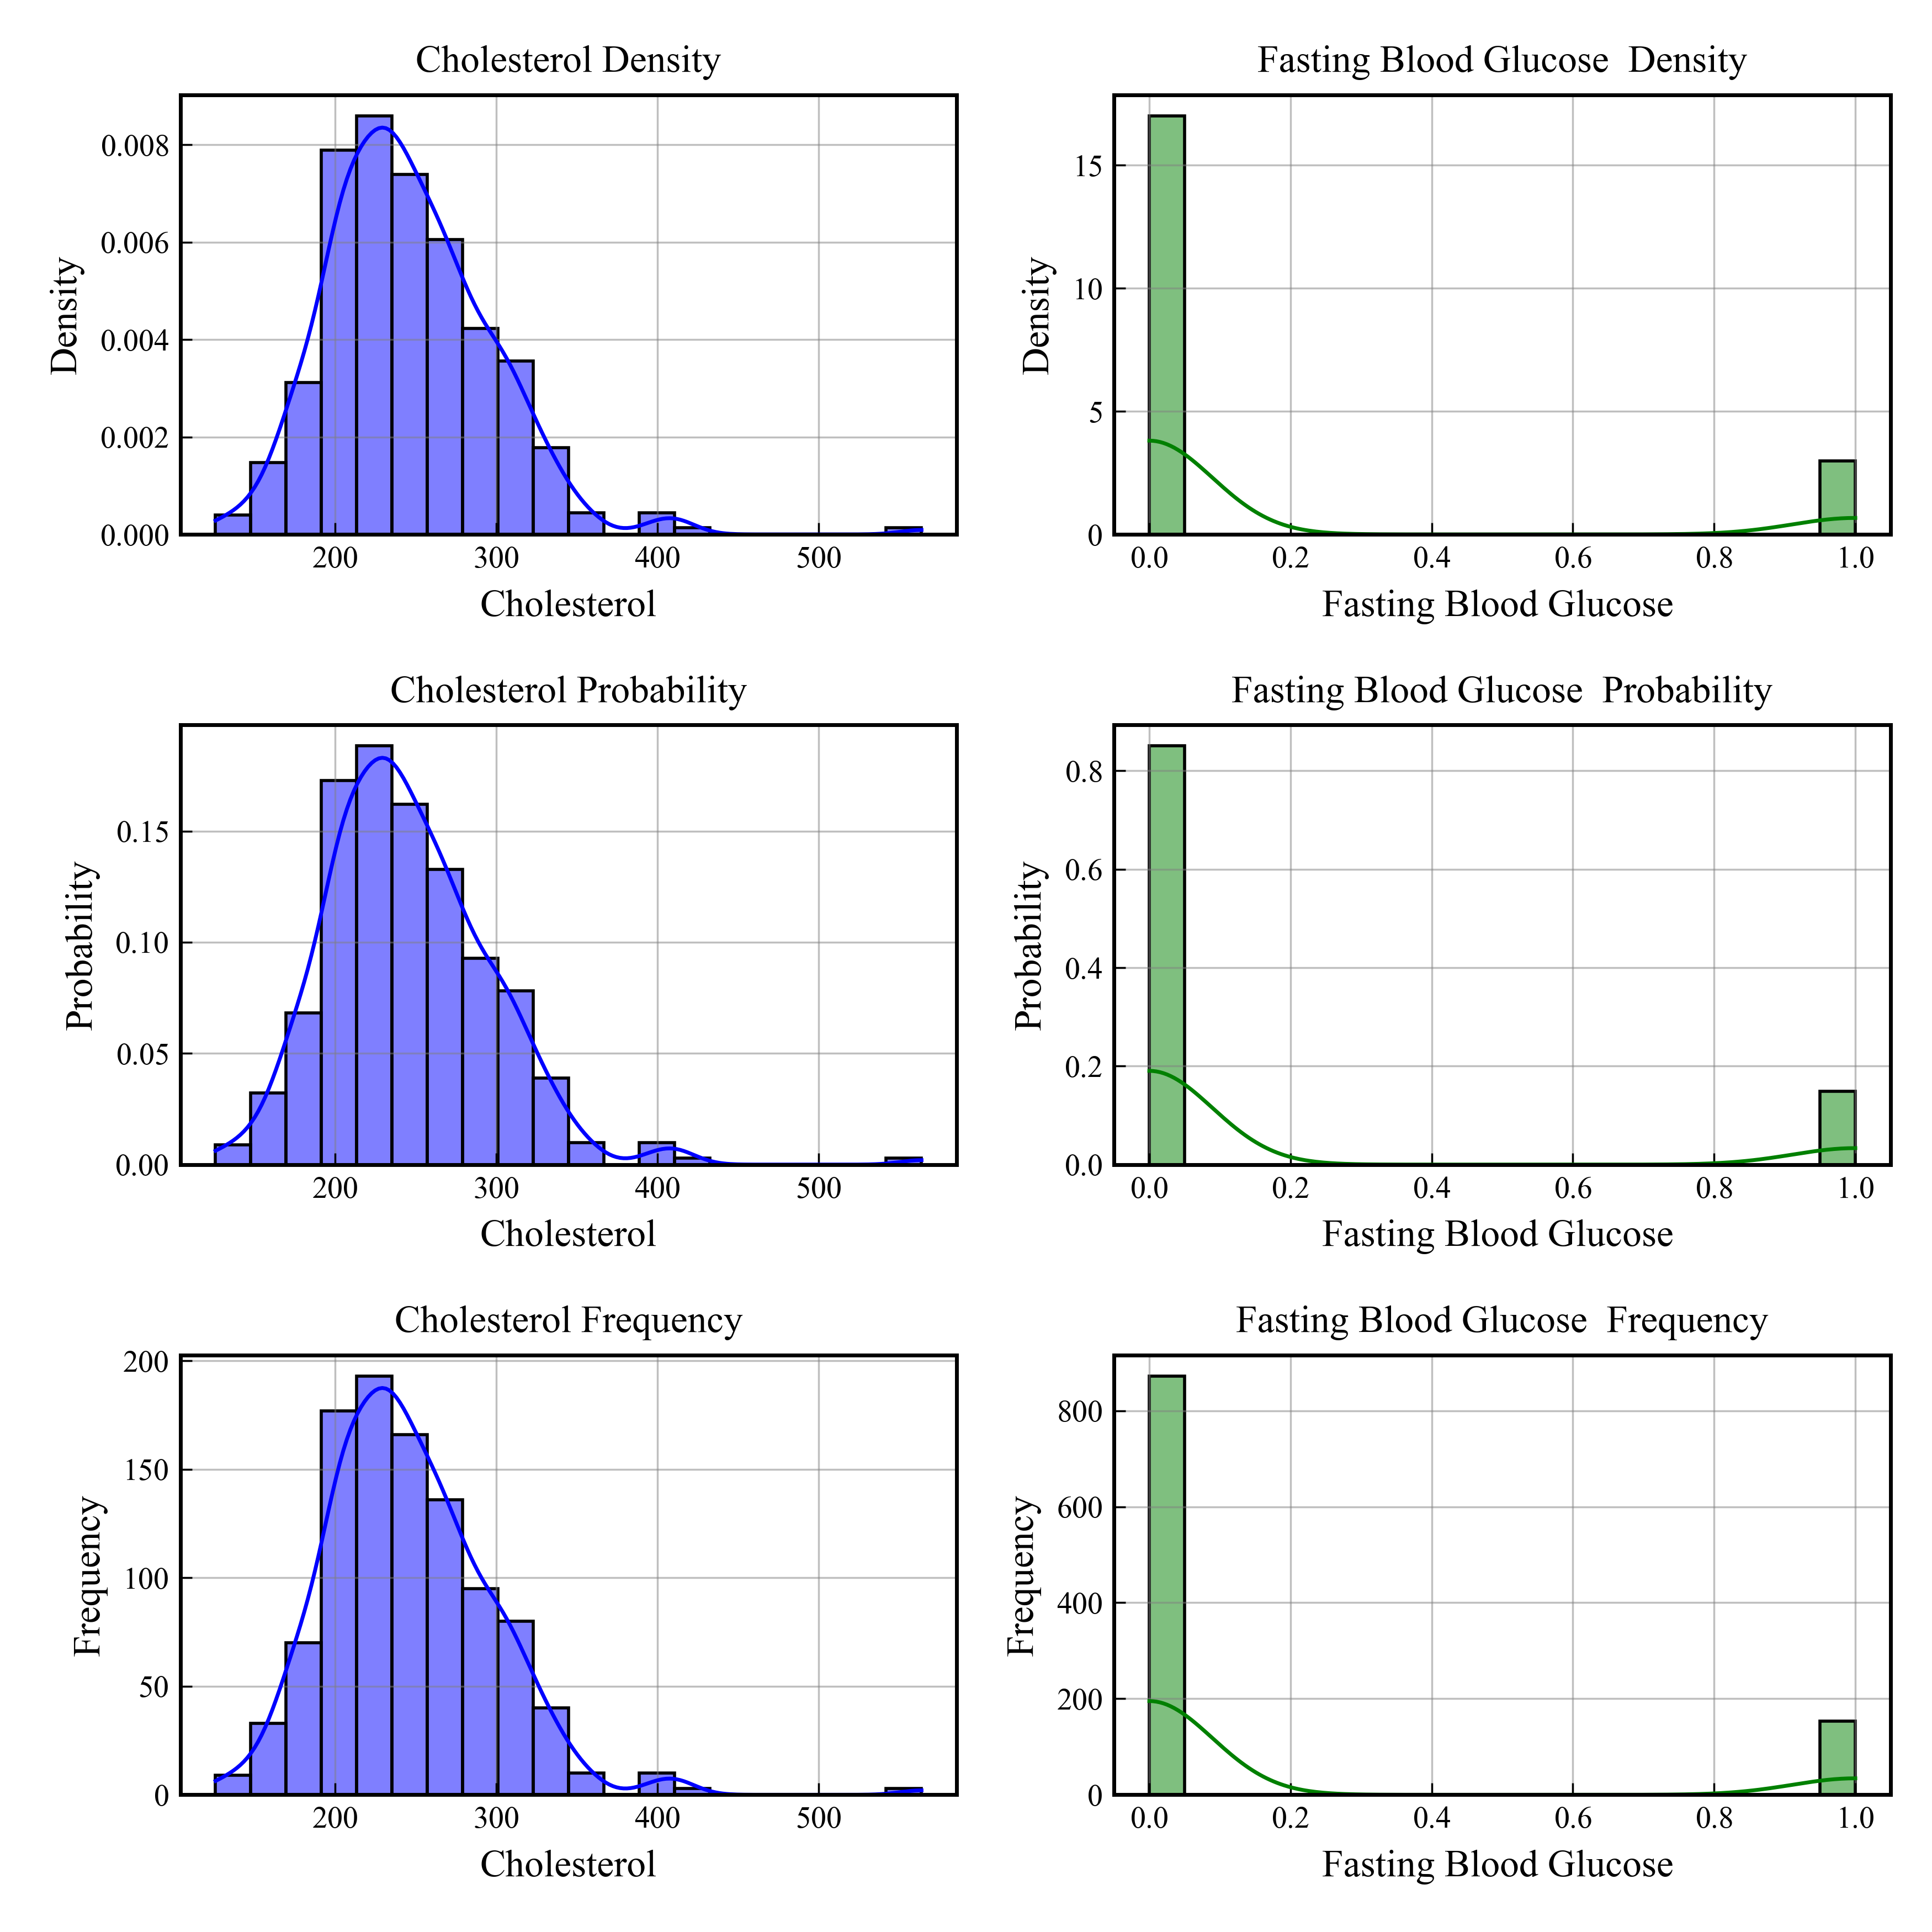 Cholesterol Density
0.008
0.006
0.004
0.002
0.000
Density
200 300 400 500
Cholesterol
Fasting Blood Glucose  Density
15
10
5
0
Density
0.0 0.2 0.4 0.6 0.8 1.0
Fasting Blood Glucose
Cholesterol Probability
0.15
0.10
0.05
0.00
Probability
200 300 400 500
Cholesterol
Fasting Blood Glucose  Probability
0.8
0.6
0.4
0.2
0.0
Probability
0.0 0.2 0.4 0.6 0.8 1.0
Fasting Blood Glucose
Cholesterol Frequency
200
150
100
50
0
Frequency
200 300 400 500
Cholesterol
Fasting Blood Glucose  Frequency
800
600
400
200
0
Frequency
0.0 0.2 0.4 0.6 0.8 1.0
Fasting Blood Glucose